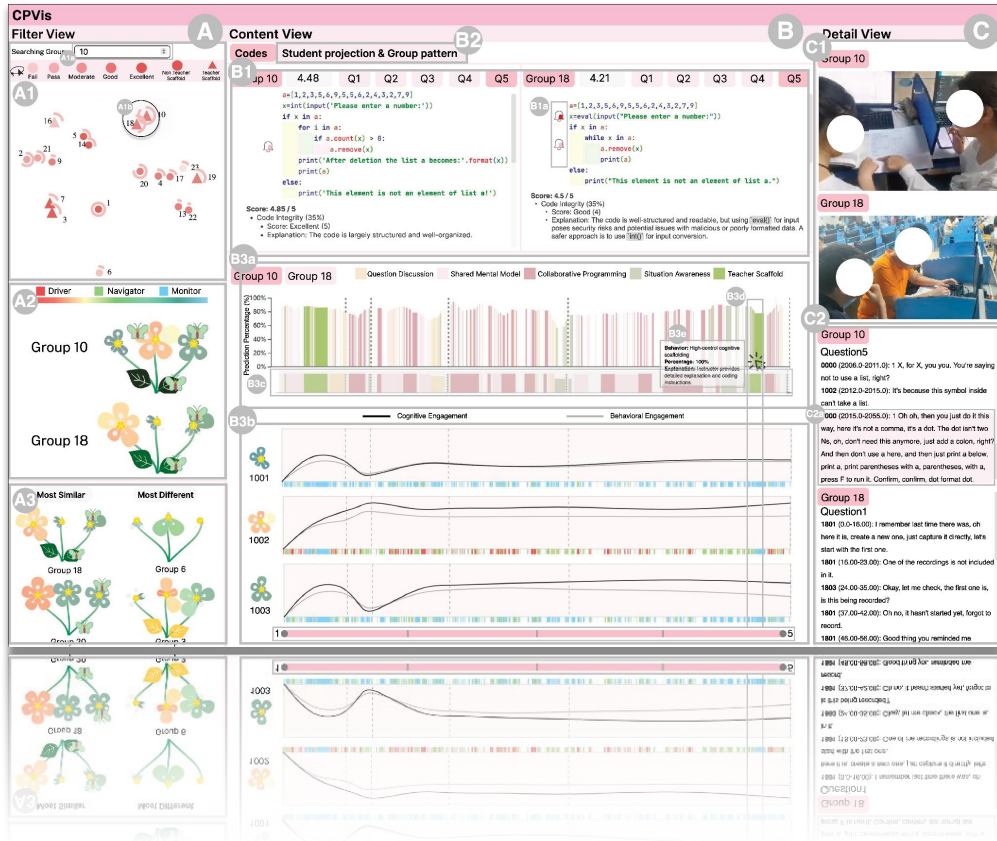 CPVis
Filter View
A
Searching Group
10
A1a
Fail
Pass
Moderate
Good
Excellent
Non Teacher Scaffold
Teacher Scaffold
A1
A1b
16
18
10
5
14
2
21
9
23
20
4
17
19
7
3
1
13
22
6
A2
Driver
Navigator
Monitor
Group 10
Group 18
A3
Most Similar
Most Different
Group 18
Group 6
Group 20
Group 3
Content View
B
B2
Codes
Student projection & Group pattern
B1
Group 10
4.48
Q1
Q2
Q3
Q4
Q5
a=[1,2,3,5,6,9,5,5,6,2,4,3,2,7,9]
x=int(input('Please enter a number:'))
if x in a:
for i in a:
if a.count(x) > 0:
a.remove(x)
print('After deletion the list a becomes:'.format(x))
print(a)
else:
print('This element is not an element of list a!')
Score: 4.85 / 5
• Code Integrity (35%)
• Score: Excellent (5)
• Explanation: The code is largely structured and well-organized.
Group 18
4.21
Q1
Q2
Q3
Q4
Q5
B1a
a=[1,2,3,5,6,9,5,5,6,2,4,3,2,7,9]
x=eval(input("Please enter a number:"))
if x in a:
while x in a:
a.remove(x)
print(a)
else:
print("This element is not an element of list a.")
Score: 4.5 / 5
• Code Integrity (35%)
• Score: Good (4)
• Explanation: The code is well-structured and readable, but using `eval()` for input
poses security risks and potential issues with malicious or poorly formatted data. A
safer approach is to use `int()` for input conversion.
B3a
Group 10
Group 18
Question Discussion
Shared Mental Model
Collaborative Programming
Situation Awareness
Teacher Scaffold
Prediction Percentage (%)
100%
80%
60%
40%
20%
0%
B3d
B3e
Behavior: High-control cognitive
scaffolding
Percentage: 100%
Explanation: Instructor provides
detailed explanation and coding
instructions
B3c
B3b
Cognitive Engagement
Behavioral Engagement
1001
1002
1003
1
5
Detail View
C
C1
Group 10
Group 18
C2
Group 10
Question5
0000 (2006.0-2011.0): 1 X, for X, you you. You're saying
not to use a list, right?
1002 (2012.0-2015.0): It's because this symbol inside
can't take a list.
C2a
0000 (2015.0-2055.0): 1 Oh oh, then you just do it this
way, here it's not a comma, it's a dot. The dot isn't two
Ns, oh, don't need this anymore, just add a colon, right?
And then don't use a here, and then just print a below,
print a, print parentheses with a, parentheses, with a,
press F to run it. Confirm, confirm, dot format dot.
Group 18
Question1
1801 (0.0-16.00): I remember last time there was, oh
here it is, create a new one, just capture it directly, let's
start with the first one.
1801 (16.00-23.00): One of the recordings is not included
in it.
1803 (24.00-35.00): Okay, let me check, the first one is,
is this being recorded?
1801 (37.00-42.00): Oh no, it hasn't started yet, forgot to
record.
1801 (46.00-56.00): Good thing you reminded me